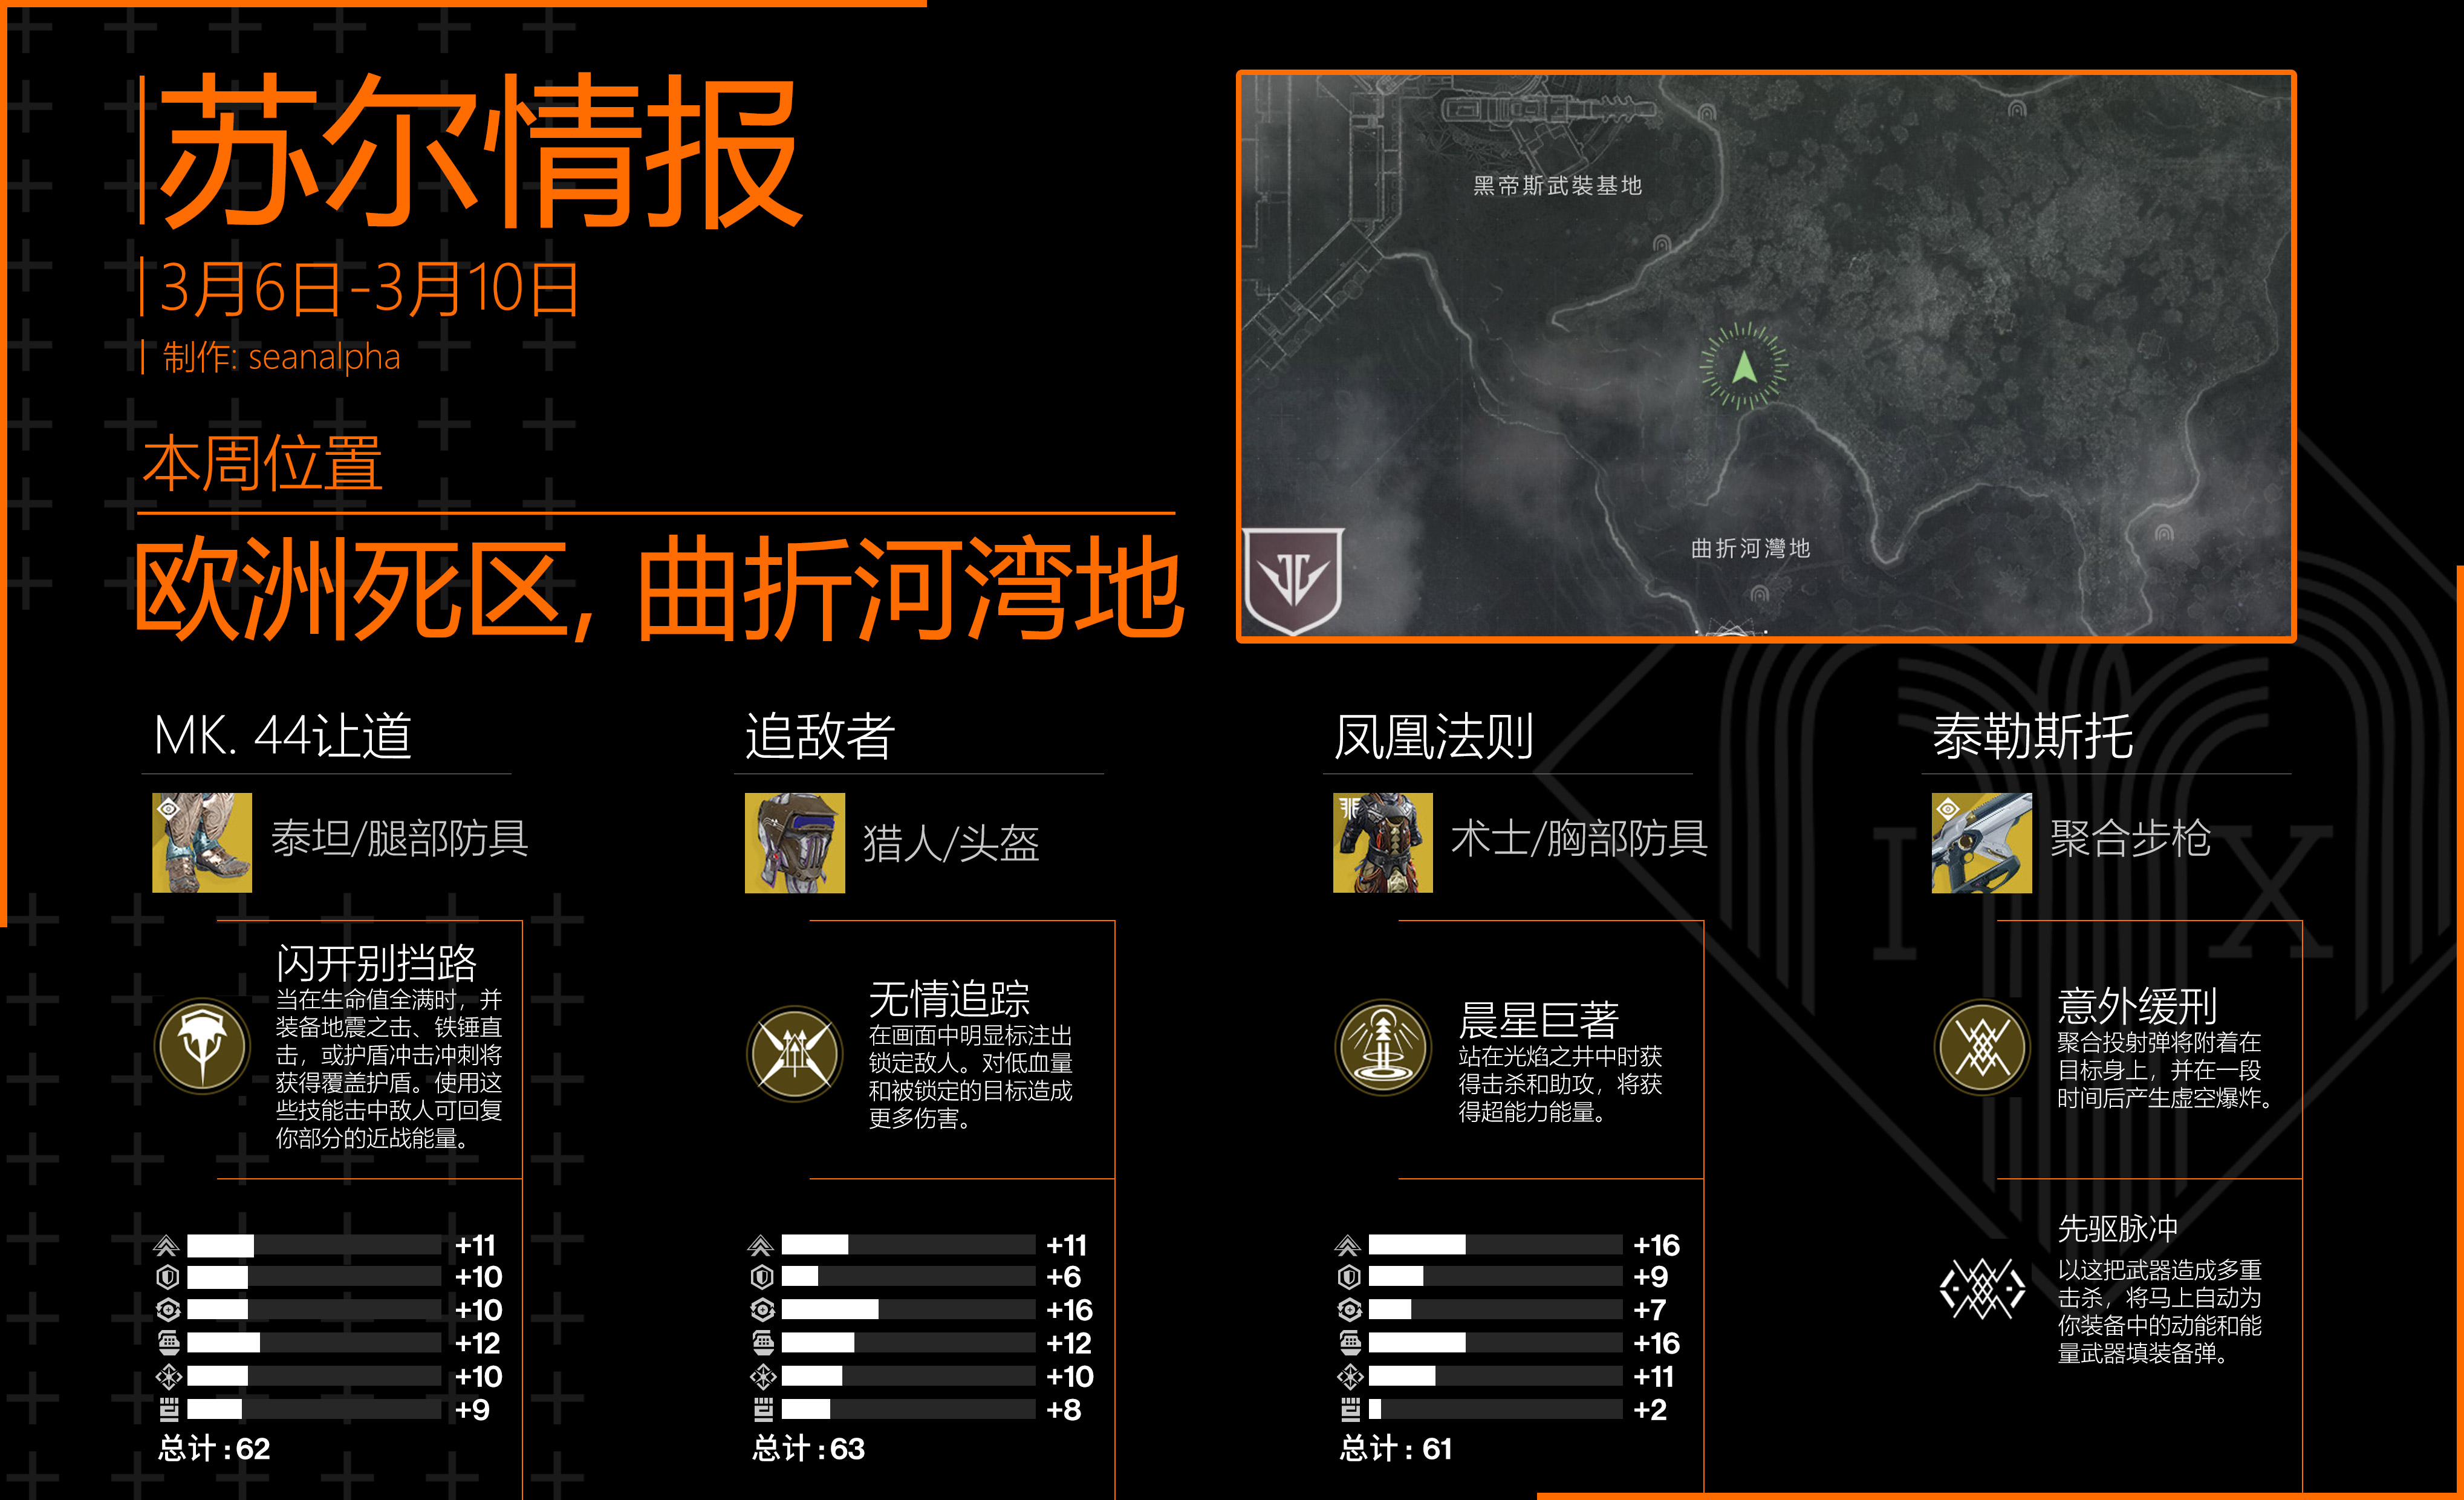 苏尔情报
3月6日-3月10日
制作: seanalpha
本周位置
欧洲死区, 曲折河湾地
黑帝斯武裝基地
曲折河灣地
MK. 44让道
泰坦/腿部防具
闪开别挡路
当在生命值全满时，并
装备地震之击、铁锤直
击，或护盾冲击冲刺将
获得覆盖护盾。使用这
些技能击中敌人可回复
你部分的近战能量。
+11
+10
+10
+12
+10
+9
总计:62
追敌者
猎人/头盔
无情追踪
在画面中明显标注出
锁定敌人。对低血量
和被锁定的目标造成
更多伤害。
+11
+6
+16
+12
+10
+8
总计:63
凤凰法则
术士/胸部防具
晨星巨著
站在光焰之井中时获
得击杀和助攻，将获
得超能力能量。
+16
+9
+7
+16
+11
+2
总计: 61
泰勒斯托
聚合步枪
意外缓刑
聚合投射弹将附着在
目标身上，并在一段
时间后产生虚空爆炸。
先驱脉冲
以这把武器造成多重
击杀，将马上自动为
你装备中的动能和能
量武器填装备弹。
I X